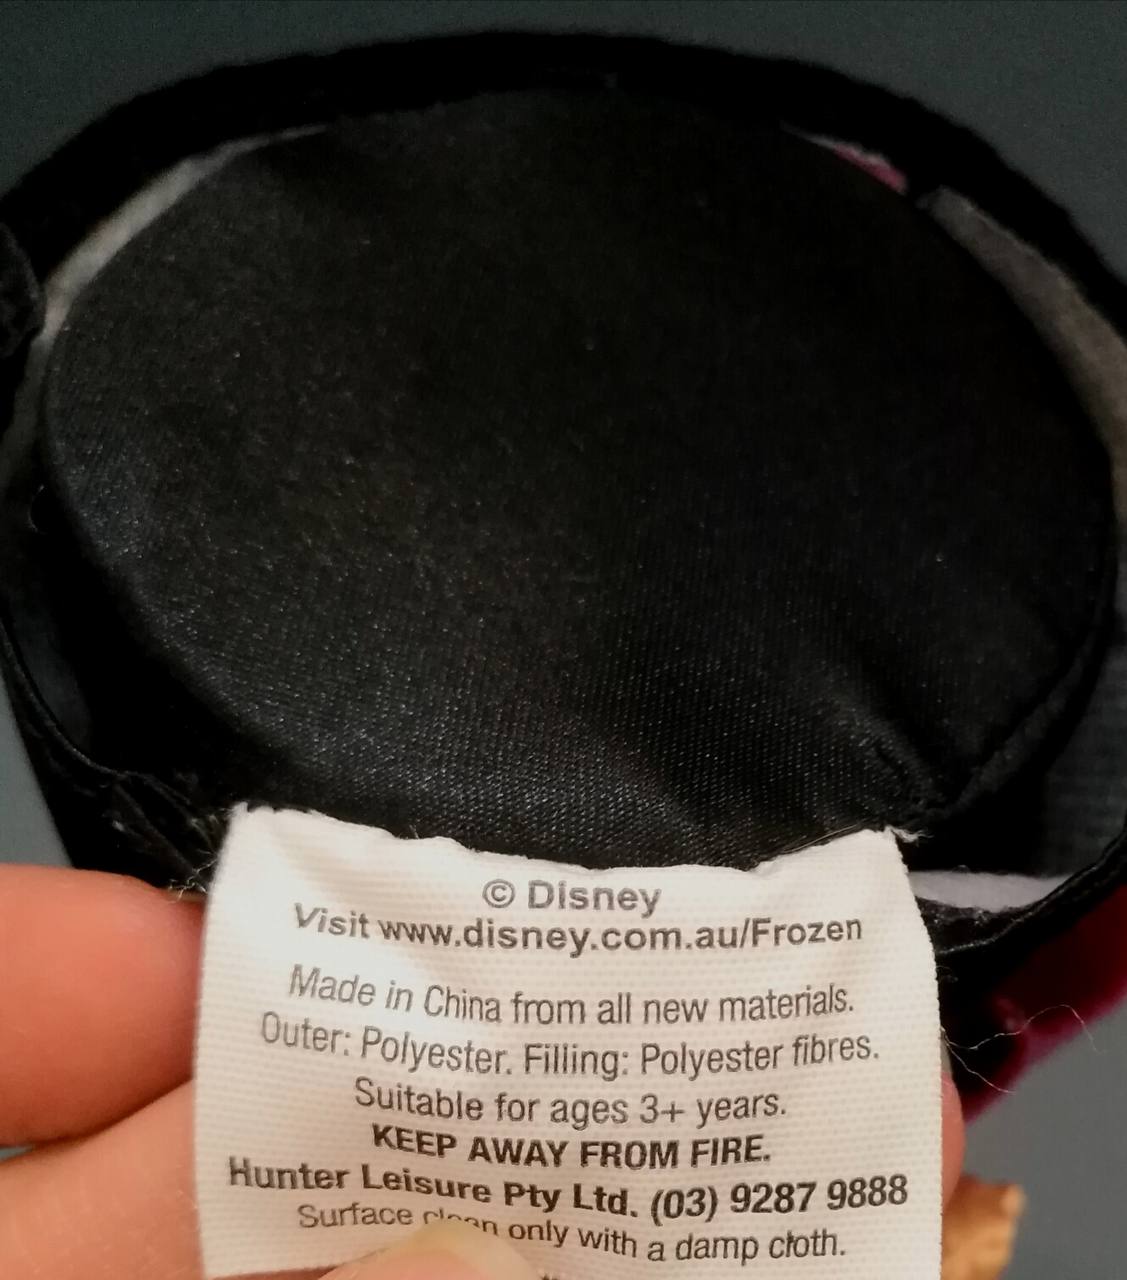 © Disney
Visit www.disney.com.au/Frozen
Made in China from all new materials.
Outer: Polyester. Filling: Polyester fibres.
Suitable for ages 3+ years.
KEEP AWAY FROM FIRE.
Hunter Leisure Pty Ltd. (03) 9287 9888
Surface clean only with a damp cloth.